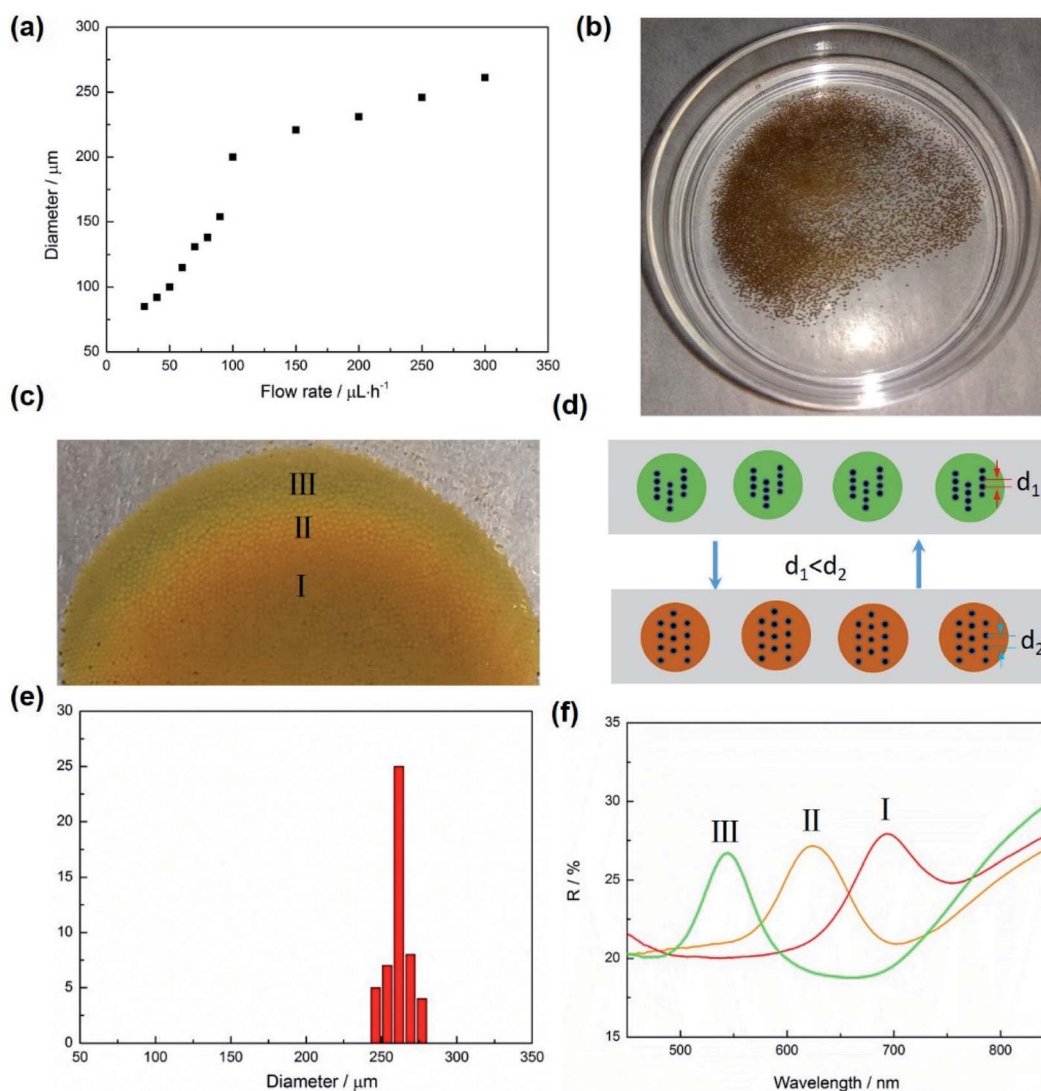 (a)
300
250
200
150
100
50
Diameter / μm
0 50 100 150 200 250 300 350
Flow rate / μL·h⁻¹
(b)
(c)
III
II
I
(d)
d₁
d₁<d₂
d₂
(e)
30
25
20
15
10
5
0
50 100 150 200 250 300 350
Diameter / μm
(f)
35
30
25
20
15
R / %
III
II
I
500 600 700 800
Wavelength / nm